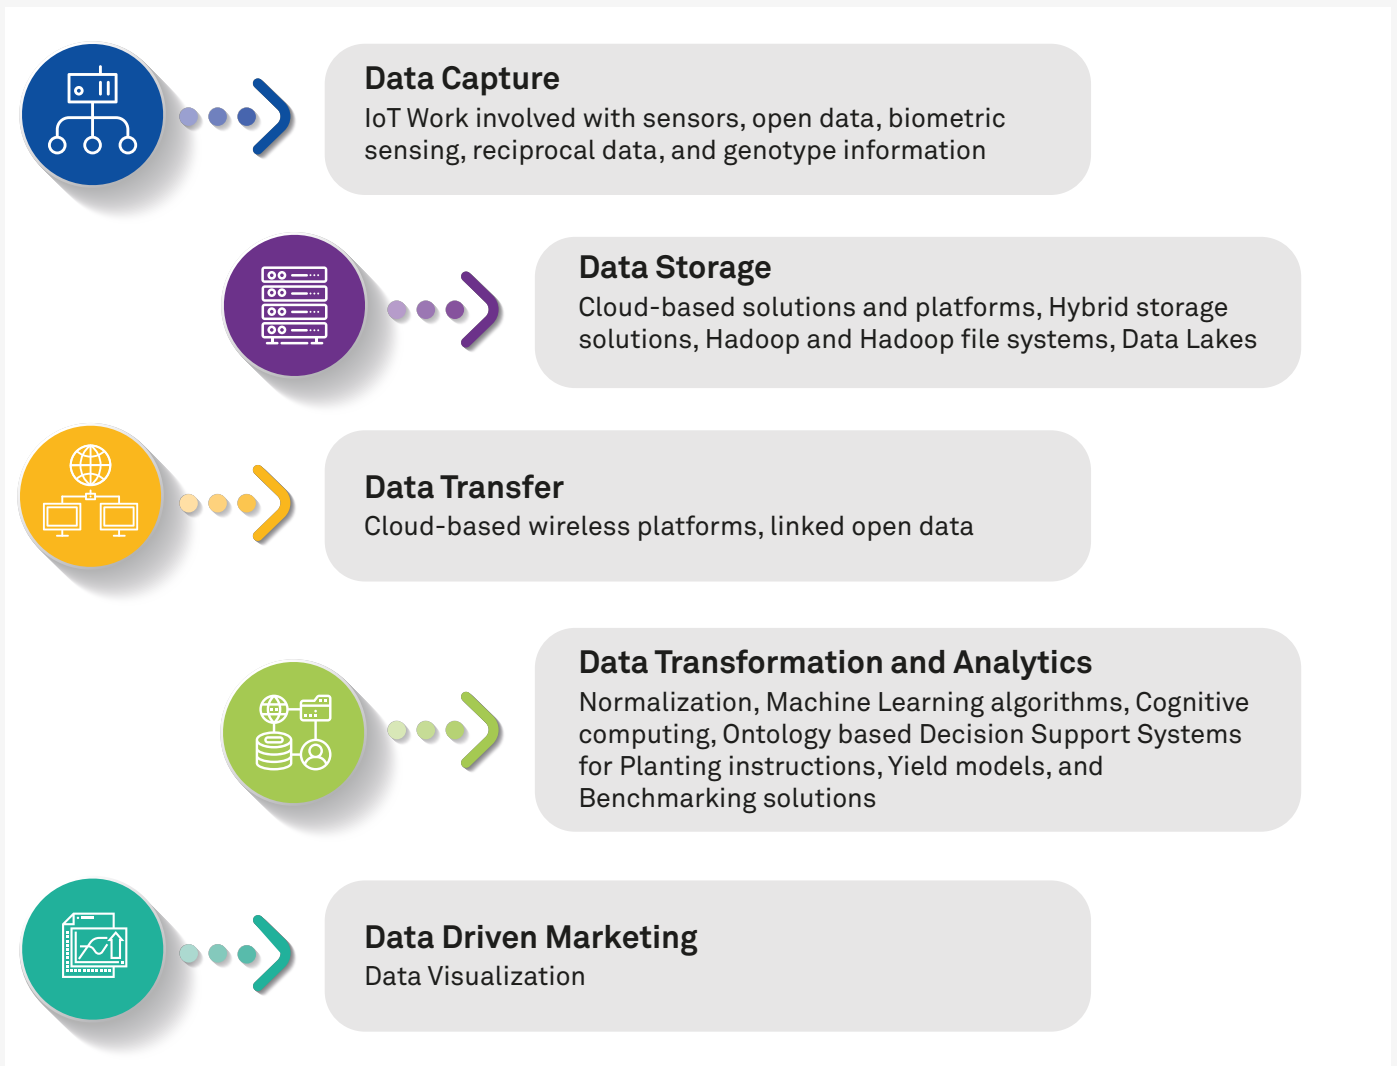 Data Capture
IoT Work involved with sensors, open data, biometric
sensing, reciprocal data, and genotype information
Data Storage
Cloud-based solutions and platforms, Hybrid storage
solutions, Hadoop and Hadoop file systems, Data Lakes
Data Transfer
Cloud-based wireless platforms, linked open data
Data Transformation and Analytics
Normalization, Machine Learning algorithms, Cognitive
computing, Ontology based Decision Support Systems
for Planting instructions, Yield models, and
Benchmarking solutions
Data Driven Marketing
Data Visualization